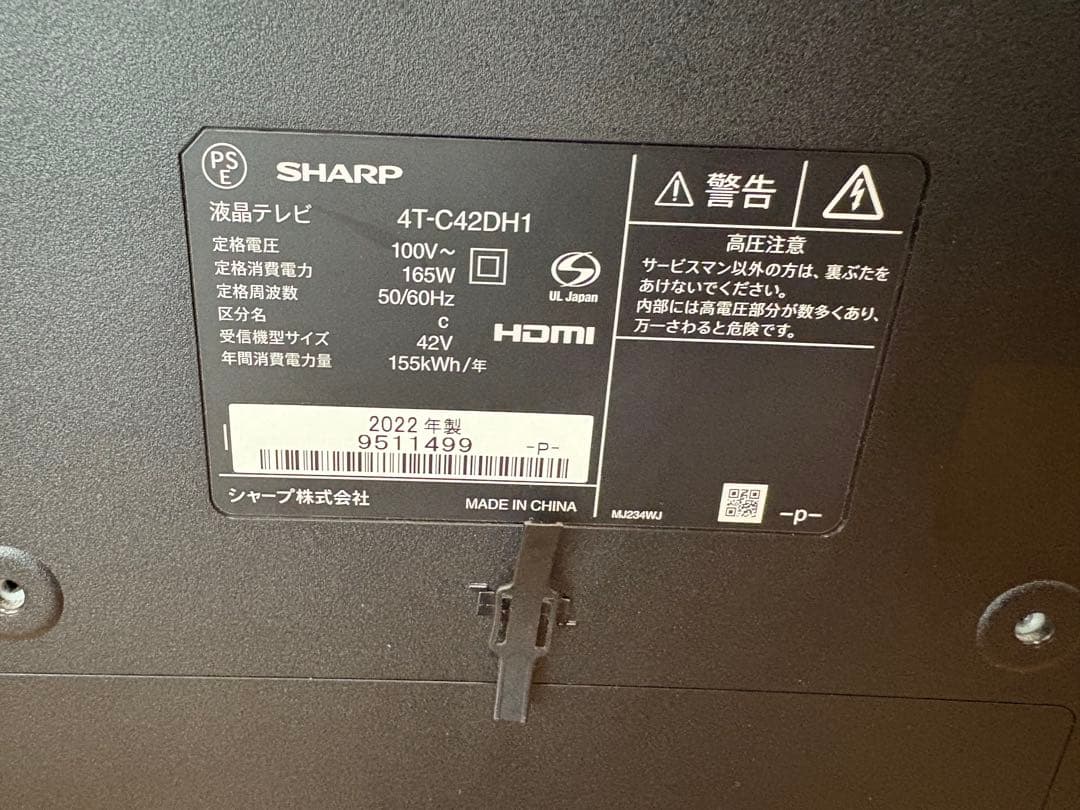 PS
E
SHARP
液晶テレビ 4T-C42DH1
定格電圧 100V～
定格消費電力 165W
定格周波数 50/60Hz
区分名 C
受信機型サイズ 42V
年間消費電力量 155kWh/年
UL Japan
HDMI
2022 年製
9511499 -P-
シャープ株式会社 MADE IN CHINA
警告
高圧注意
サービスマン以外の方は、裏ぶたを
あけないでください。
内部には高電圧部分が数多くあり、
万一さわると危険です。
MJ234WJ -p-